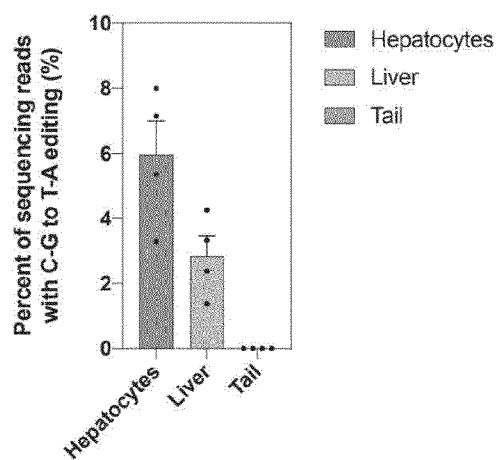 Percent of sequencing reads
with C-G to T-A editing (%)
10
8
6
4
2
0
Hepatocytes
Liver
Tail
Hepatocytes
Liver
Tail